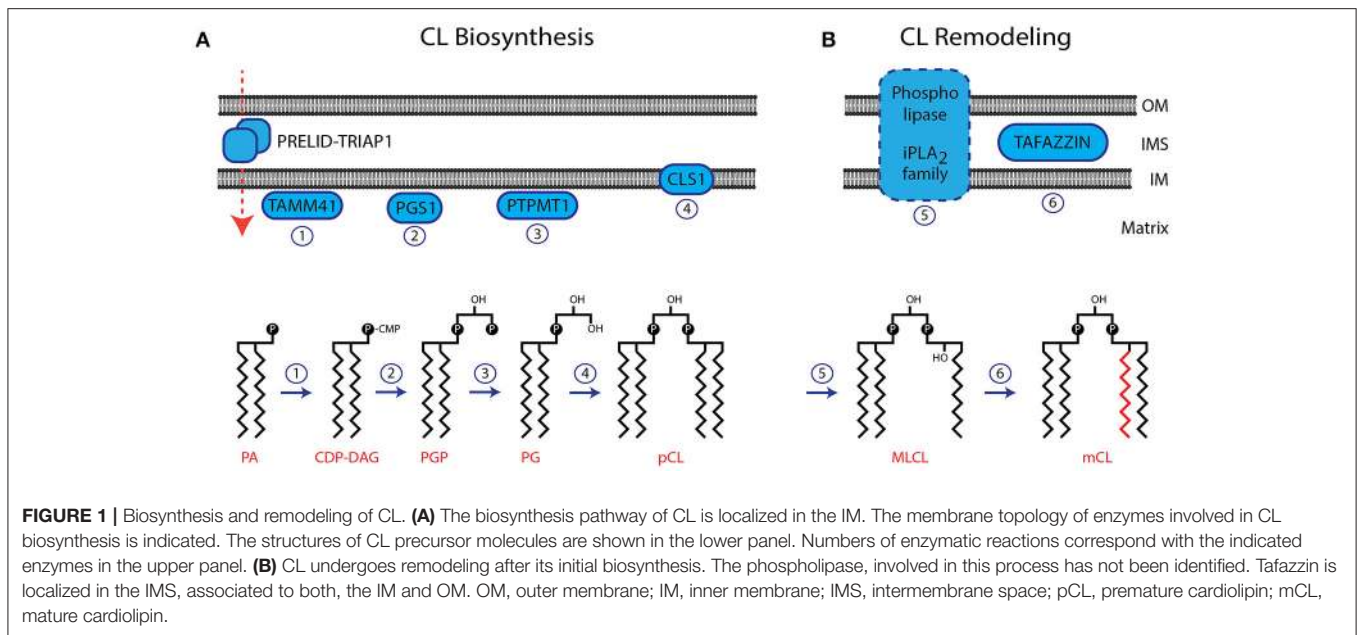 A CL Biosynthesis
B CL Remodeling
PRELID-TRIAP1
TAMM41
PGS1
PTPMT1
CLS1
1
2
3
4
Phospho
lipase
iPLA2
family
TAFAZZIN
5
6
OM
IMS
IM
Matrix
P
1
P -CMP
2
OH
P P
3
OH
P OH
4
OH
P P
5
OH
P P
HO
6
OH
P P
PA
CDP-DAG
PGP
PG
pCL
MLCL
mCL
FIGURE 1 | Biosynthesis and remodeling of CL. (A) The biosynthesis pathway of CL is localized in the IM. The membrane topology of enzymes involved in CL
biosynthesis is indicated. The structures of CL precursor molecules are shown in the lower panel. Numbers of enzymatic reactions correspond with the indicated
enzymes in the upper panel. (B) CL undergoes remodeling after its initial biosynthesis. The phospholipase, involved in this process has not been identified. Tafazzin is
localized in the IMS, associated to both, the IM and OM. OM, outer membrane; IM, inner membrane; IMS, intermembrane space; pCL, premature cardiolipin; mCL,
mature cardiolipin.